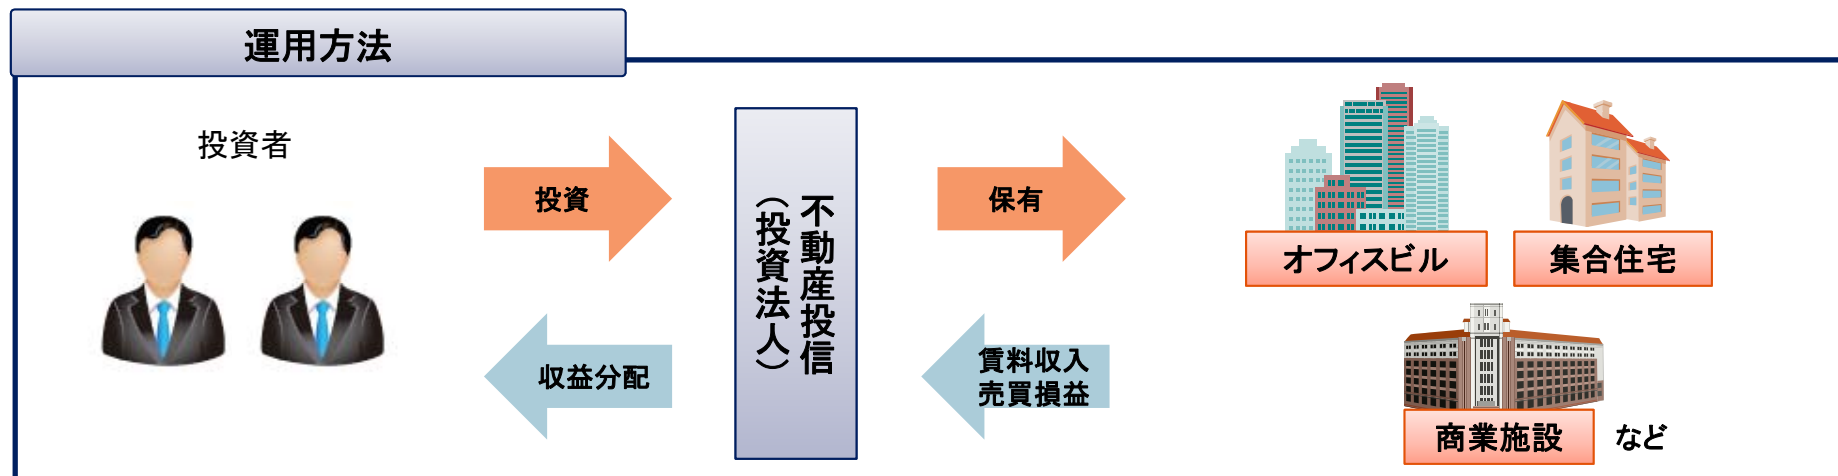 運用方法
投資者
投資
収益分配
不動産投信
（投資法人）
保有
賃料収入
売買損益
オフィスビル
集合住宅
商業施設
など